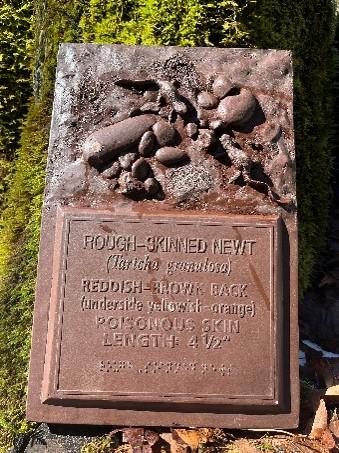 ROUGH-SKINNED NEWT
(Taricha granulosa)
REDDISH-BROWN BACK
(underside yellowish-orange)
POISONOUS SKIN
LENGTH: 4 1/2"